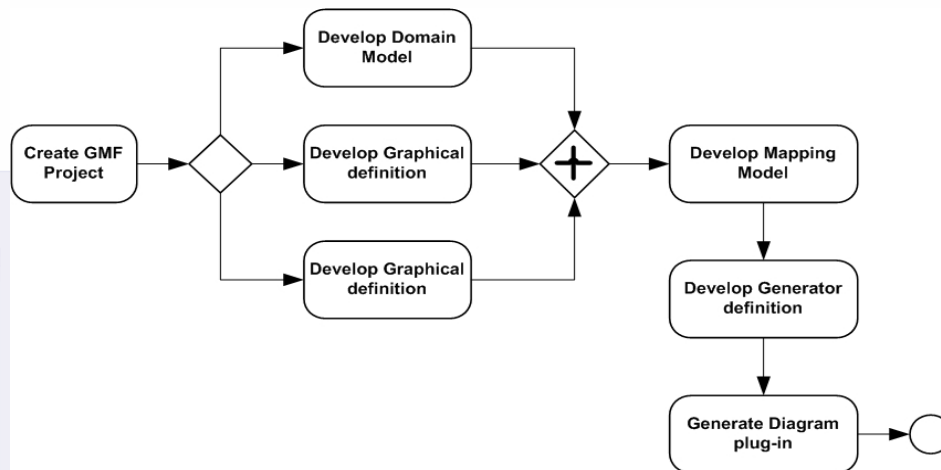 Develop Domain
Model
Create GMF
Project
Develop Graphical
definition
Develop Graphical
definition
Develop Mapping
Model
Develop Generator
definition
Generate Diagram
plug-in